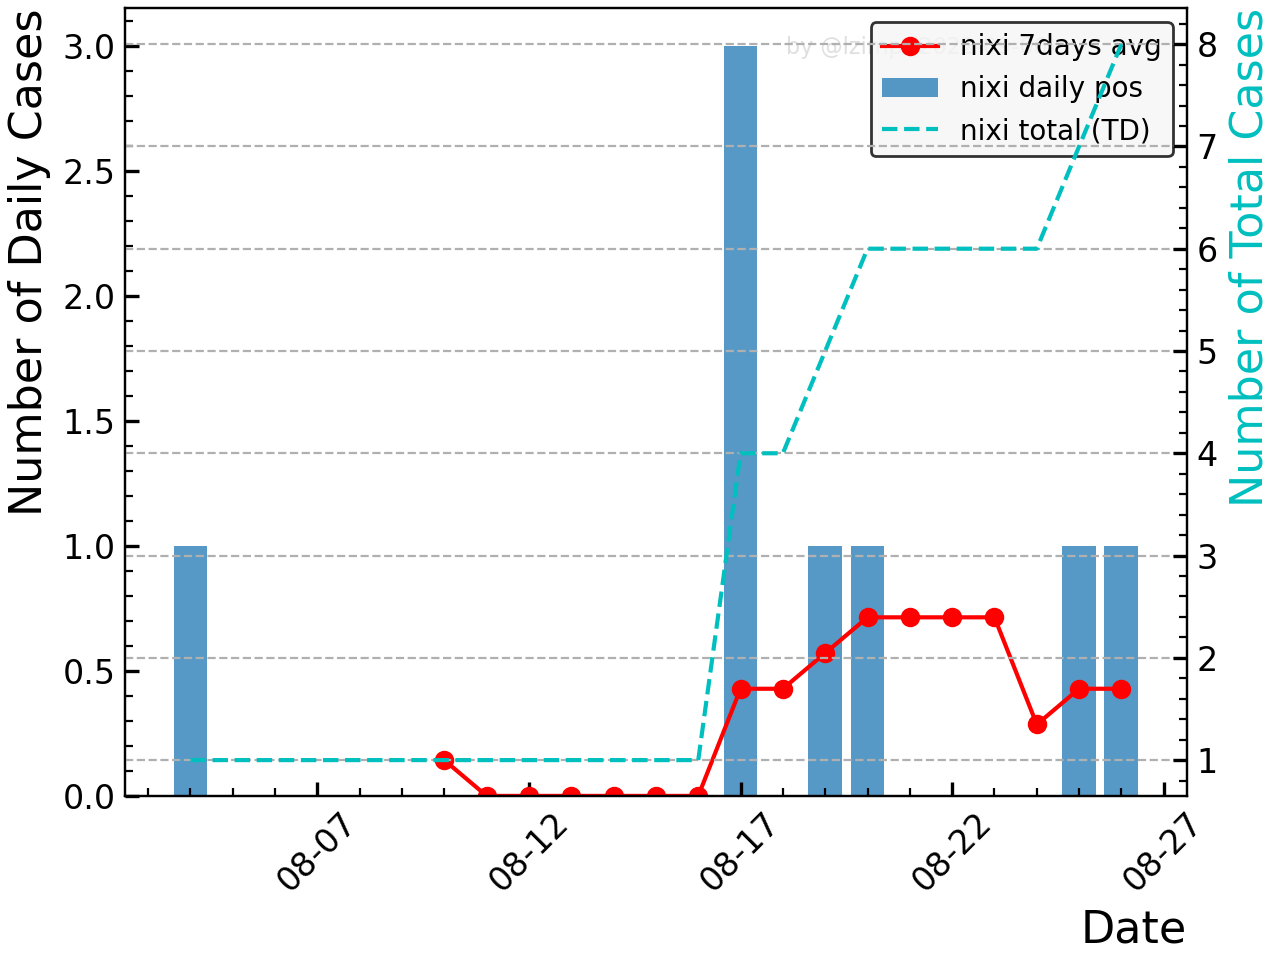 Number of Daily Cases
3.0
2.5
2.0
1.5
1.0
0.5
0.0
by
nixi 7days avg
nixi daily pos
nixi total (TD)
8
7
6
5
4
3
2
1
Number of Total Cases
08-07
08-12
08-17
08-22
08-27
Date